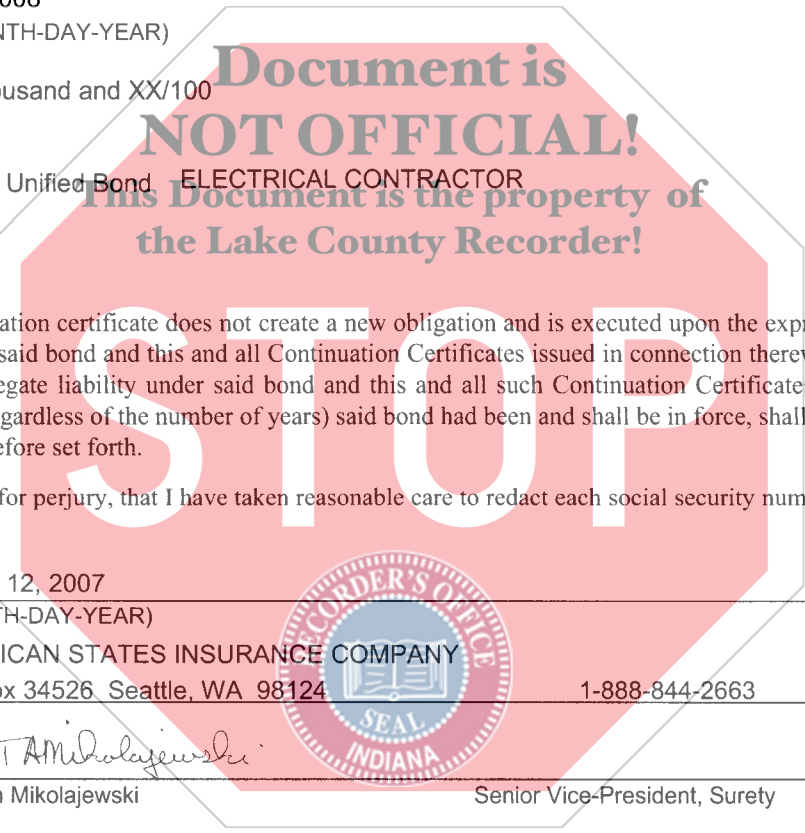 008
NTH-DAY-YEAR)
Document is
ousand and XX/100
NOT OFFICIAL!
Unified Bond ELECTRICAL CONTRACTOR
This Document is the property of
the Lake County Recorder!
ation certificate does not create a new obligation and is executed upon the expr
said bond and this and all Continuation Certificates issued in connection therew
egate liability under said bond and this and all such Continuation Certificate
gardless of the number of years) said bond had been and shall be in force, shall
efore set forth.
STOP
for perjury, that I have taken reasonable care to redact each social security num
12, 2007
TH-DAY-YEAR)
RECORDER'S OFFICE
ICAN STATES INSURANCE COMPANY
ox 34526 Seattle, WA 98124 1-888-844-2663
SEAL
INDIANA
TAMikolajewski
Mikolajewski Senior Vice-President, Surety